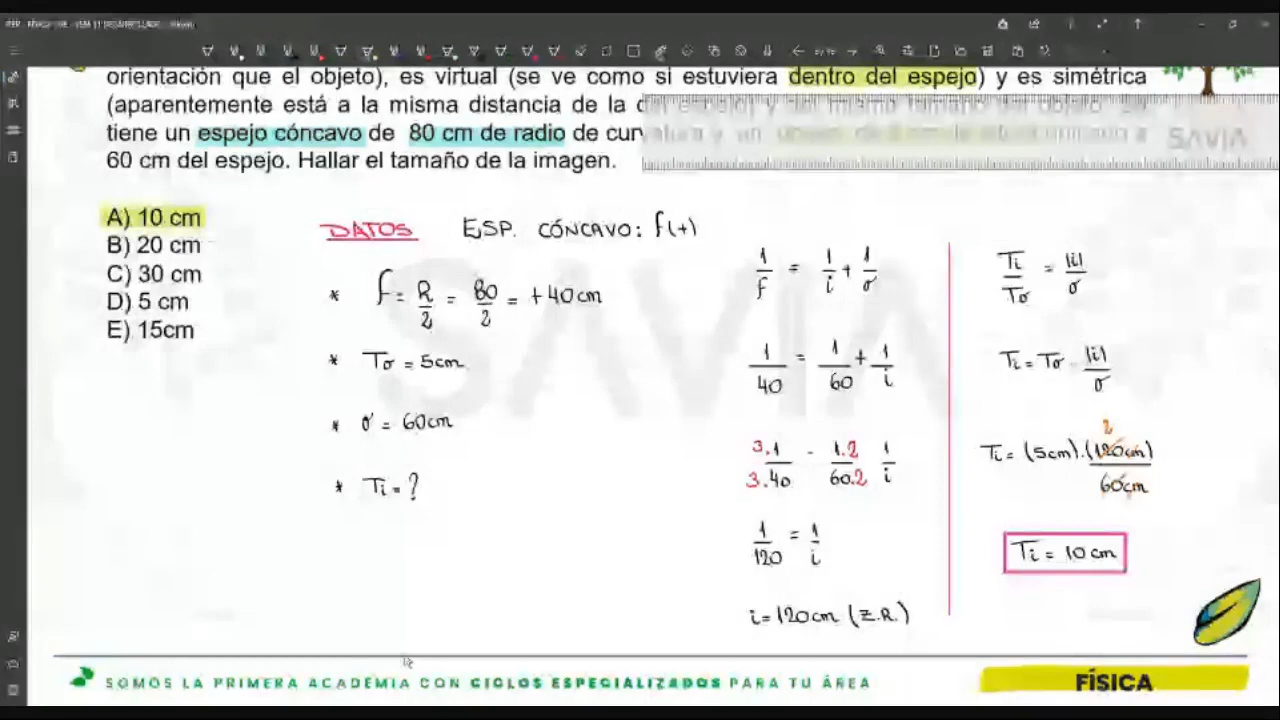 orientación que el objeto), es virtual (se ve como si estuviera dentro del espejo) y es simétrica
(aparentemente está a la misma distancia de la
tiene un espejo cóncavo de 80 cm de radio de
60 cm del espejo. Hallar el tamaño de la imagen.
SAVIA
A) 10 cm
B) 20 cm
C) 30 cm
D) 5 cm
E) 15cm
DATOS ESP. CÓNCAVO: f(+)
* f = R/2 = 80/2 = +40cm
* To = 5cm
* σ = 60cm
* Ti = ?
1/f = 1/i + 1/σ
1/40 = 1/60 + 1/i
3.1/3.40 - 1.2/60.2 1/i
1/120 = 1/i
i = 120cm (Z.R.)
Ti/To = |i|/σ
Ti = To . |i|/σ
2
Ti = (5cm).(120cm)/60cm
Ti = 10cm
SAVIA
SOMOS LA PRIMERA ACADEMIA CON CICLOS ESPECIALIZADOS PARA TU ÁREA
FÍSICA